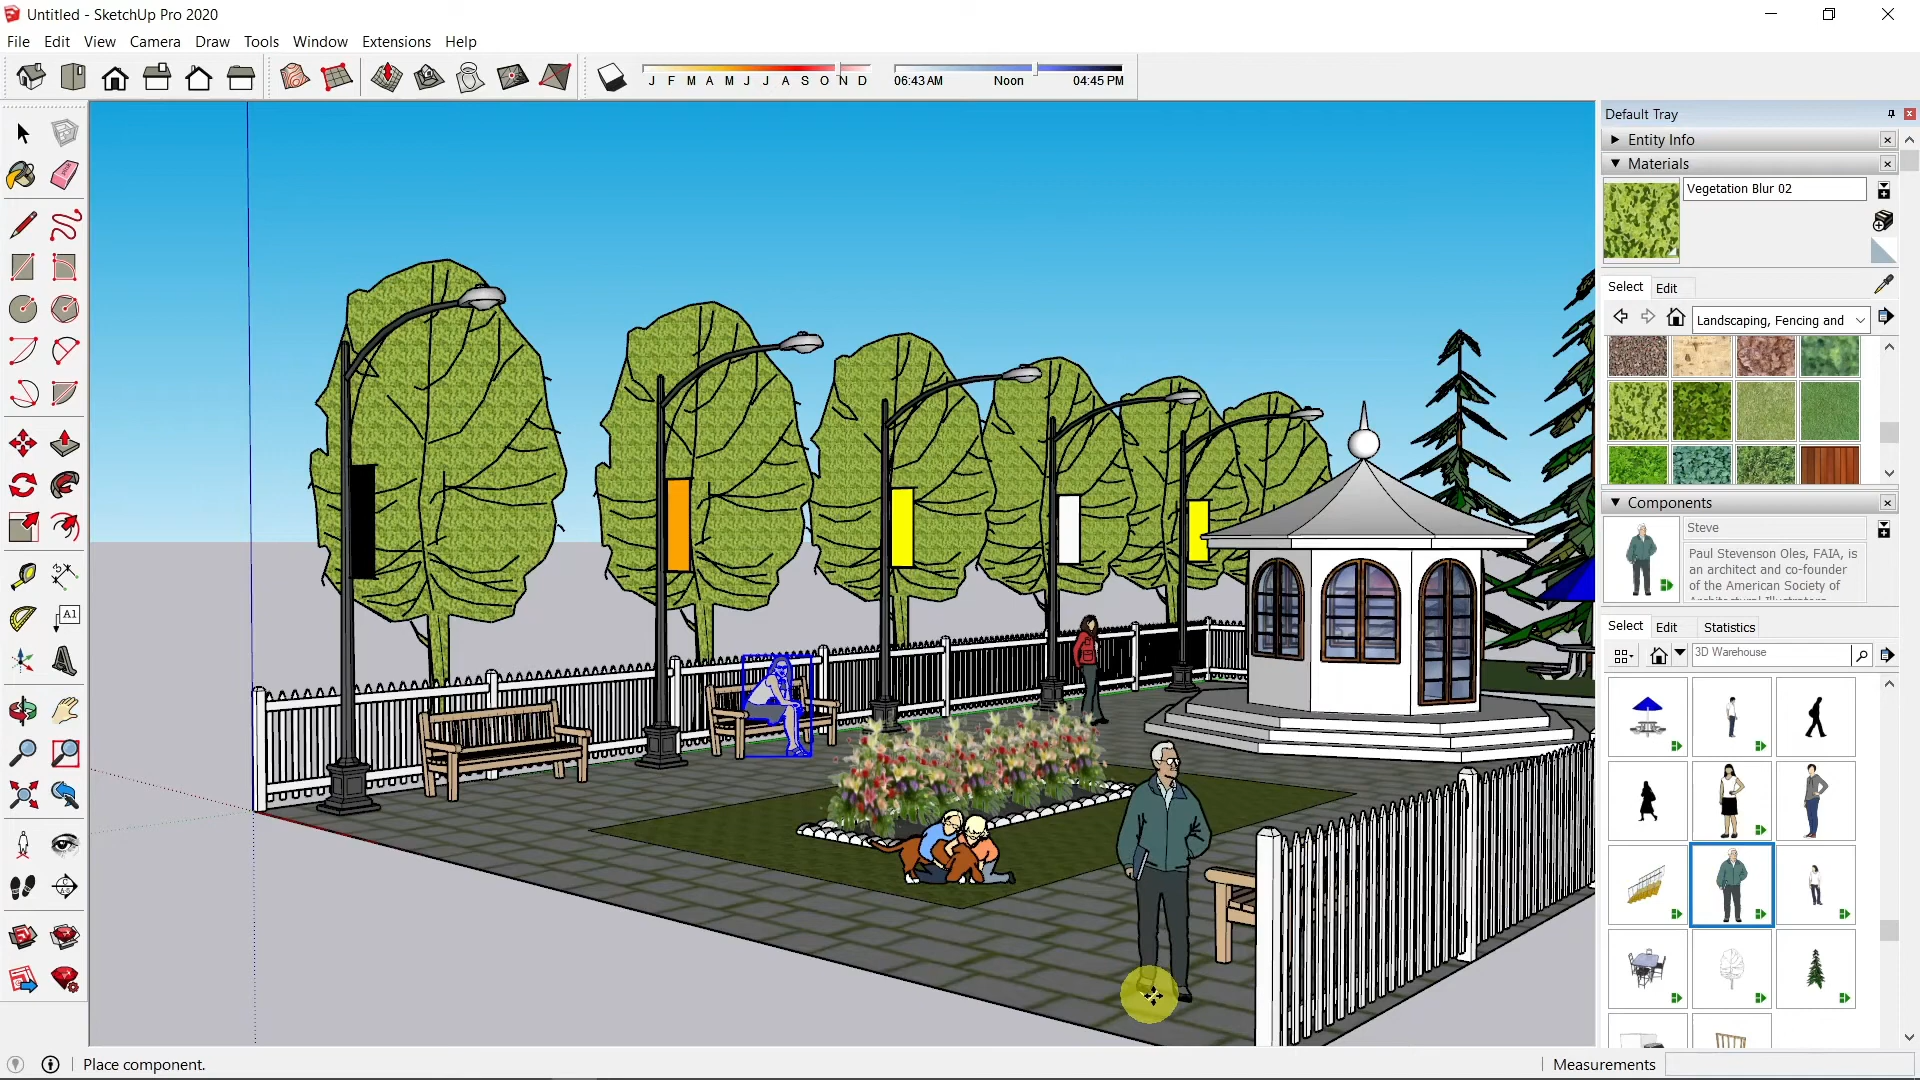 Untitled - SketchUp Pro 2020
File Edit View Camera Draw Tools Window Extensions Help
J F M A M J J A S O N D
06:43 AM Noon 04:45 PM
Default Tray
Entity Info
Materials
Vegetation Blur 02
Select Edit
Landscaping, Fencing and
Components
Steve
Paul Stevenson Oles, FAIA, is
an architect and co-founder
of the American Society of
Architectural Illustrators
Select Edit Statistics
3D Warehouse
A1
Place component.
Measurements